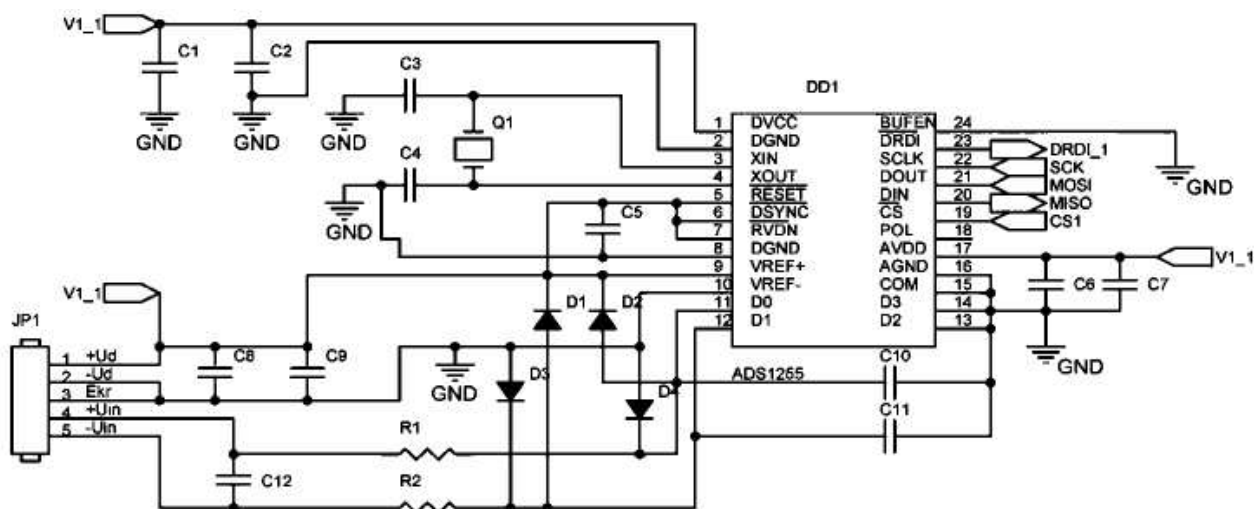 V1_1
C1
C2
C3
GND
GND
GND
Q1
C4
GND
DD1
1 DVCC BUFEN 24
2 DGND DRDI 23
3 XIN SCLK 22
4 XOUT DOUT 21
5 RESET DIN 20
6 DSYNC CS 19
7 RVDN POL 18
8 DGND AVDD 17
9 VREF+ AGND 16
10 VREF- COM 15
11 D0 D3 14
12 D1 D2 13
DRDI_1
SCK
MOSI
MISO
CS1
GND
C5
V1_1
C6
C7
GND
V1_1
D1
D2
JP1
1 +Ud
2 -Ud
3 Ekr
4 +Uin
5 -Uin
C8
C9
GND
D3
D4
ADS1255
C10
C11
R1
C12
R2